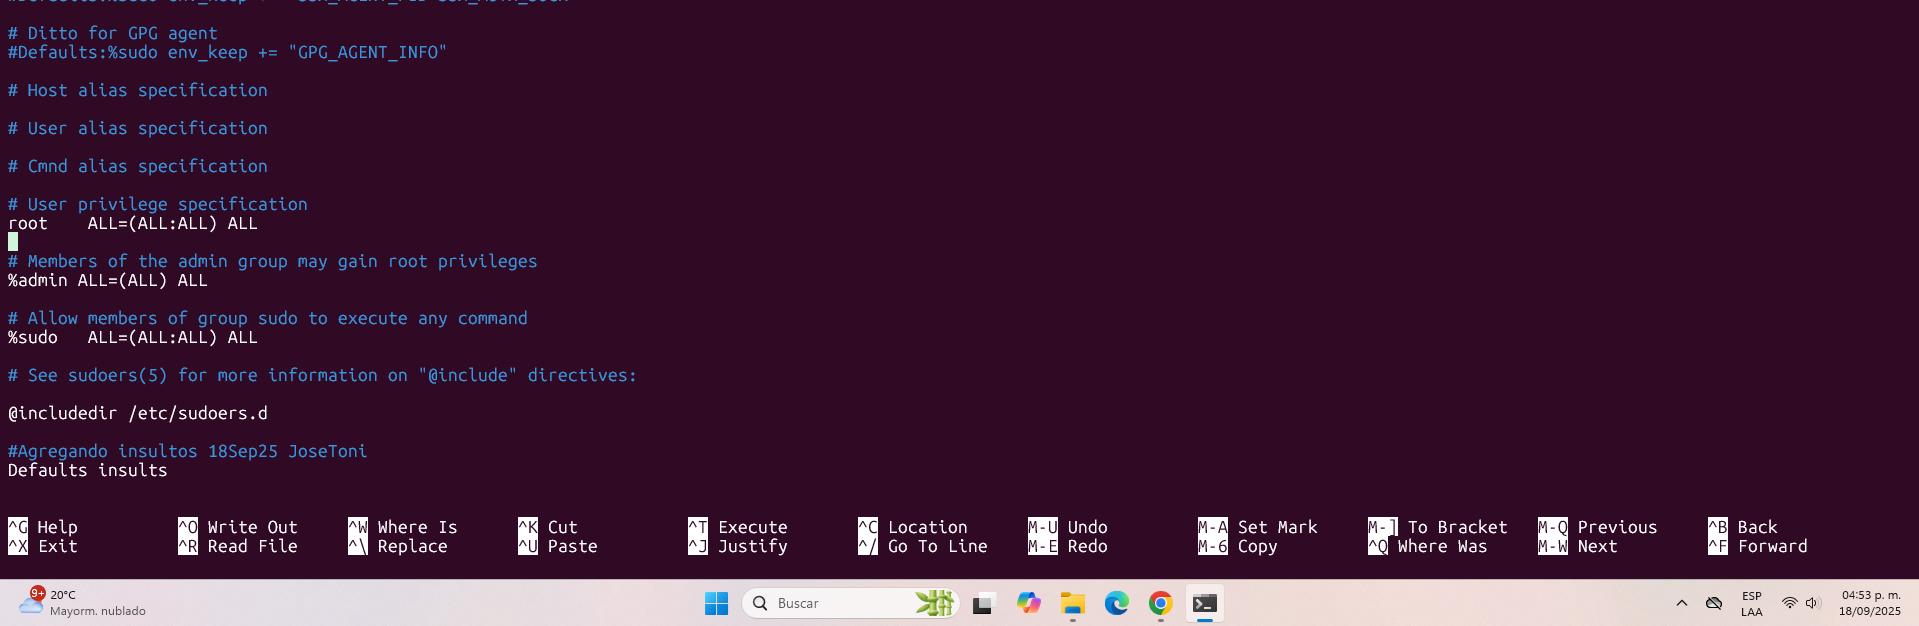 #Defaults:%sudo env_keep += "SSH_AGENT_PID SSH_AUTH_SOCK"
# Ditto for GPG agent
#Defaults:%sudo env_keep += "GPG_AGENT_INFO"
# Host alias specification
# User alias specification
# Cmnd alias specification
# User privilege specification
root    ALL=(ALL:ALL) ALL
# Members of the admin group may gain root privileges
%admin ALL=(ALL) ALL
# Allow members of group sudo to execute any command
%sudo   ALL=(ALL:ALL) ALL
# See sudoers(5) for more information on "@include" directives:
@includedir /etc/sudoers.d
#Agregando insultos 18Sep25 JoseToni
Defaults insults
^G Help ^O Write Out ^W Where Is ^K Cut ^T Execute ^C Location M-U Undo M-A Set Mark M-] To Bracket M-Q Previous ^B Back
^X Exit ^R Read File ^\ Replace ^U Paste ^J Justify ^/ Go To Line M-E Redo M-6 Copy ^Q Where Was M-W Next ^F Forward
9+ 20°C
Mayorm. nublado
Buscar
ESP
LAA
04:53 p. m.
18/09/2025